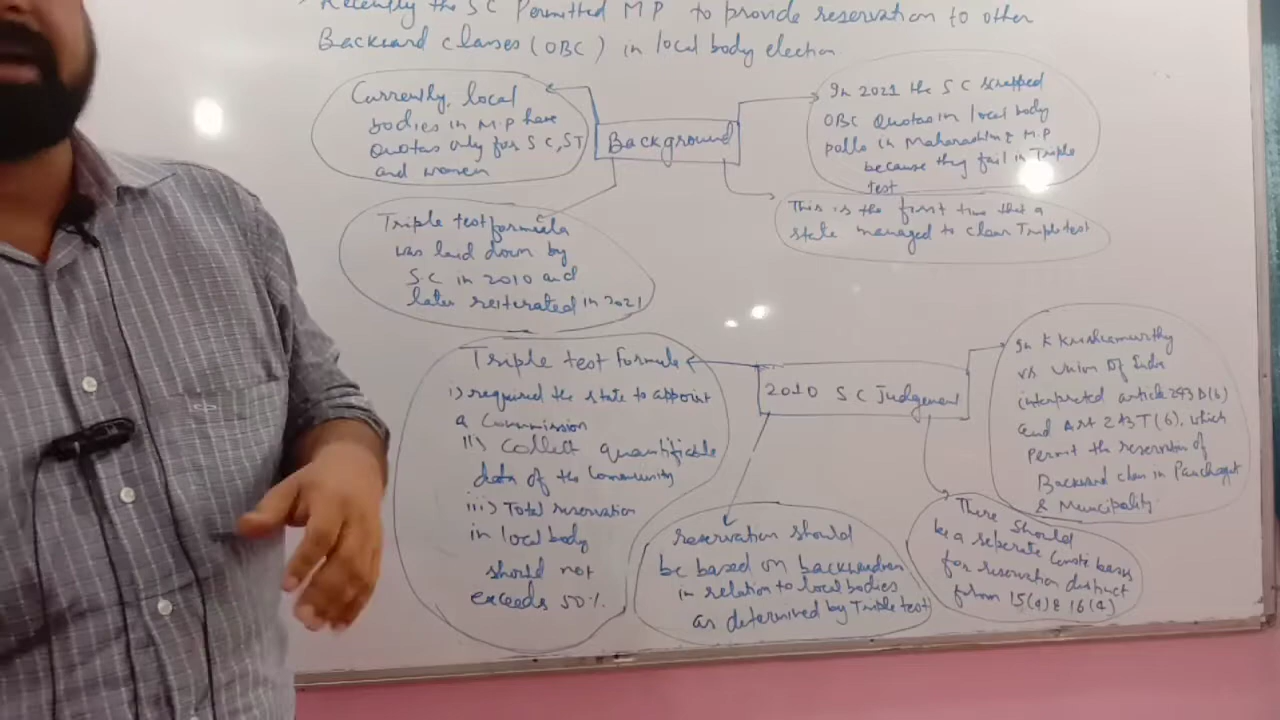 Recently the SC Permitted M P to provide reservation to other
Backward classes (OBC) in local body election
Currently, local
bodies in M.P have
quotas only for SC, ST
and women
Background
In 2021 the SC scrapped
OBC Quotas in local body
polls in Maharashtra & M.P
because they fail in Triple
test
Triple test formula
was laid down by
S.C in 2010 and
later reiterated in 2021
This is the first time that a
state managed to clear Triple test
Triple test Formula
i) required the state to appoint
a Commission
ii) Collect quantifiable
data of the Community
iii) Total reservation
in local body
should not
exceeds 50%.
2010 SC Judgement
In K Krishnamurthy
vs Union Of India
interpreted article 243 D(6)
and Art 243 T (6), which
permit the reservation of
Backward class in Panchayat
& Municipality
reservation should
be based on backwardness
in relation to local bodies
as determined by Triple test
There should
be a seperate basis
for reservation distinct
from 15(4) & 16(4)